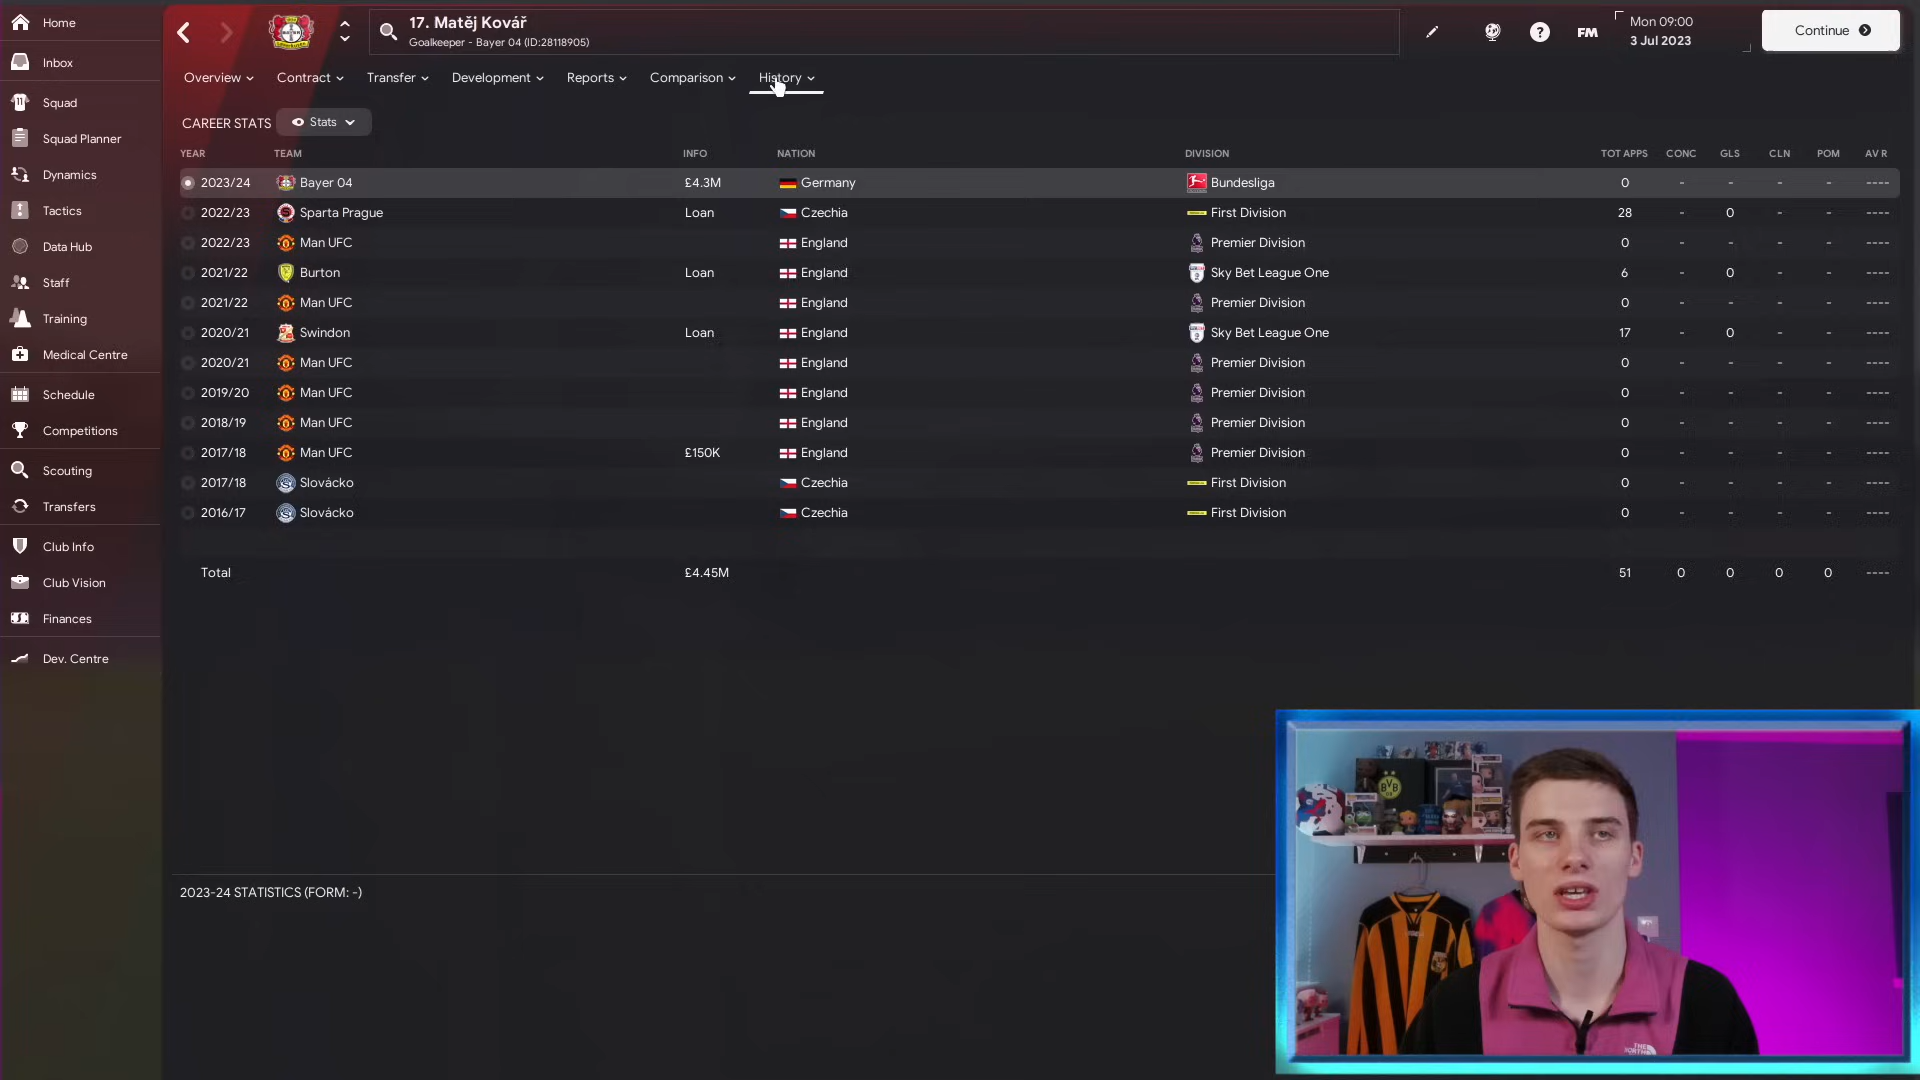 Home
Inbox
Squad
Squad Planner
Dynamics
Tactics
Data Hub
Staff
Training
Medical Centre
Schedule
Competitions
Scouting
Transfers
Club Info
Club Vision
Finances
Dev. Centre
17. Matěj Kovář
Goalkeeper - Bayer 04 (ID:28118905)
? FM
Mon 09:00
3 Jul 2023
Continue
Overview Contract Transfer Development Reports Comparison History
CAREER STATS Stats
YEAR TEAM INFO NATION DIVISION TOT APPS CONC GLS CLN POM AV R
2023/24 Bayer 04 £4.3M Germany Bundesliga 0 - - - - ----
2022/23 Sparta Prague Loan Czechia First Division 28 - 0 - - ----
2022/23 Man UFC England Premier Division 0 - - - - ----
2021/22 Burton Loan England Sky Bet League One 6 - 0 - - ----
2021/22 Man UFC England Premier Division 0 - - - - ----
2020/21 Swindon Loan England Sky Bet League One 17 - 0 - - ----
2020/21 Man UFC England Premier Division 0 - - - - ----
2019/20 Man UFC England Premier Division 0 - - - - ----
2018/19 Man UFC England Premier Division 0 - - - - ----
2017/18 Man UFC £150K England Premier Division 0 - - - - ----
2017/18 Slovácko Czechia First Division 0 - - - - ----
2016/17 Slovácko Czechia First Division 0 - - - - ----
Total £4.45M 51 0 0 0 0 ----
2023-24 STATISTICS (FORM: -)
BVB
THE NORTH